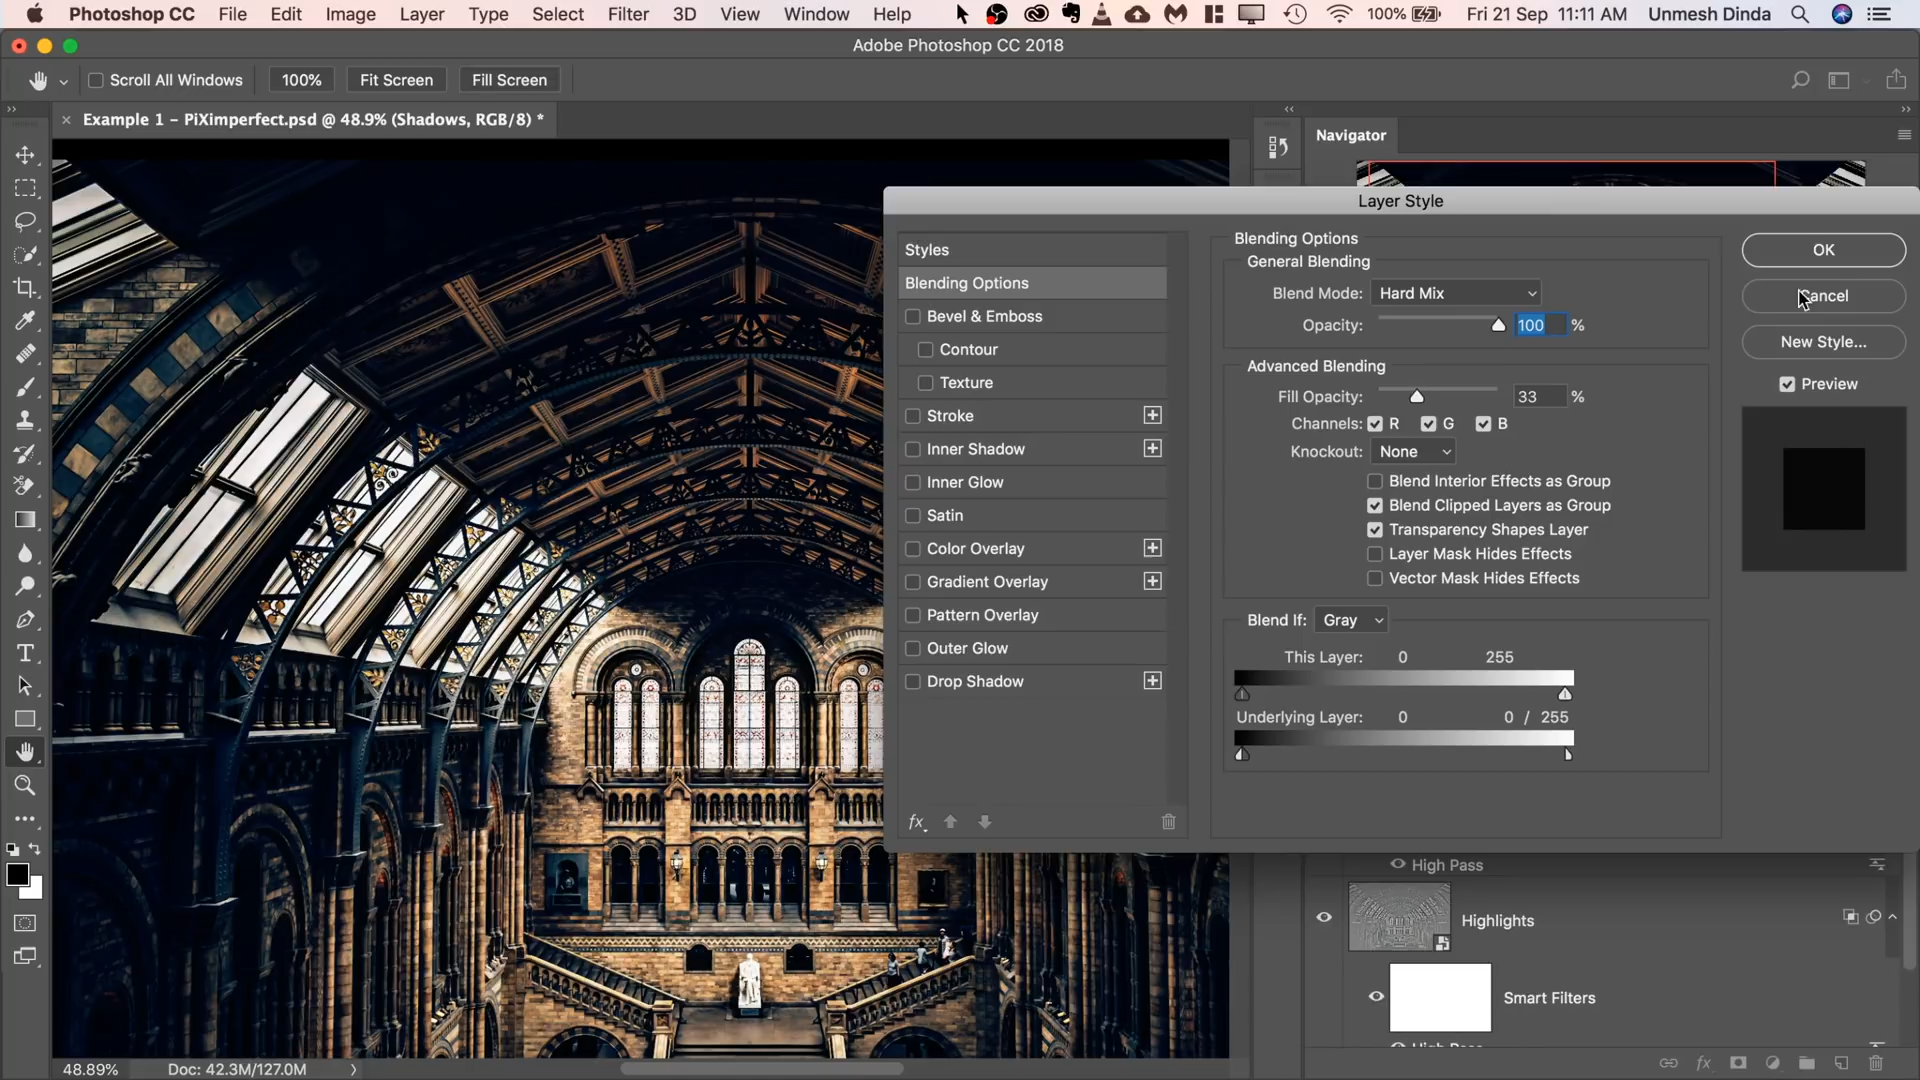 Photoshop CC File Edit Image Layer Type Select Filter 3D View Window Help 100% Fri 21 Sep 11:11 AM Unmesh Dinda
Adobe Photoshop CC 2018
Scroll All Windows 100% Fit Screen Fill Screen
Example 1 – PiXimperfect.psd @ 48.9% (Shadows, RGB/8) *
Navigator
Layer Style
Styles
Blending Options
Bevel & Emboss
Contour
Texture
Stroke
Inner Shadow
Inner Glow
Satin
Color Overlay
Gradient Overlay
Pattern Overlay
Outer Glow
Drop Shadow
fx
Blending Options
General Blending
Blend Mode: Hard Mix
Opacity: 100 %
Advanced Blending
Fill Opacity: 33 %
Channels: R G B
Knockout: None
Blend Interior Effects as Group
Blend Clipped Layers as Group
Transparency Shapes Layer
Layer Mask Hides Effects
Vector Mask Hides Effects
Blend If: Gray
This Layer: 0 255
Underlying Layer: 0 0 / 255
OK
Cancel
New Style...
Preview
High Pass
Highlights
Smart Filters
High Pass
fx
48.89% Doc: 42.3M/127.0M